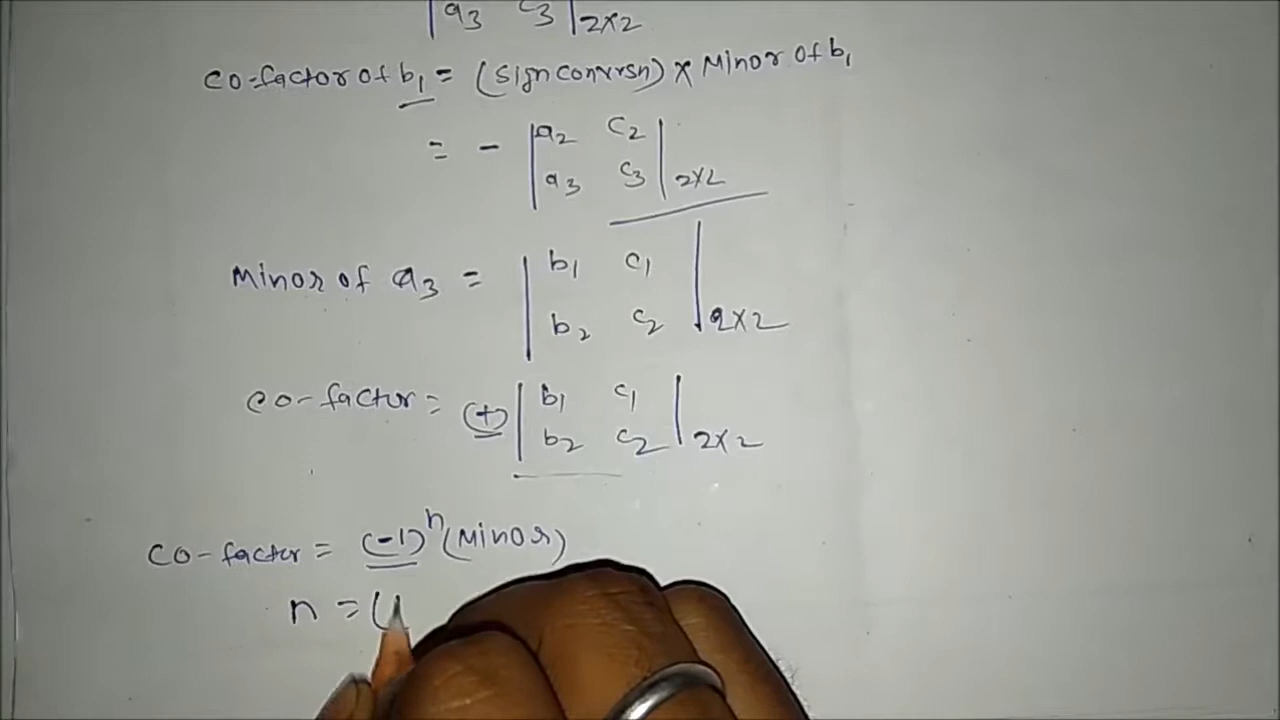 | a3 c3 | 2x2
co-factor of b1 = (sign convrsn) x Minor of b1
= - | a2 c2 |
| a3 c3 | 2x2
Minor of a3 = | b1 c1 |
| b2 c2 | 2x2
co-factor = (+) | b1 c1 |
| b2 c2 | 2x2
co-factor = (-1)^n (Minor)
n = (